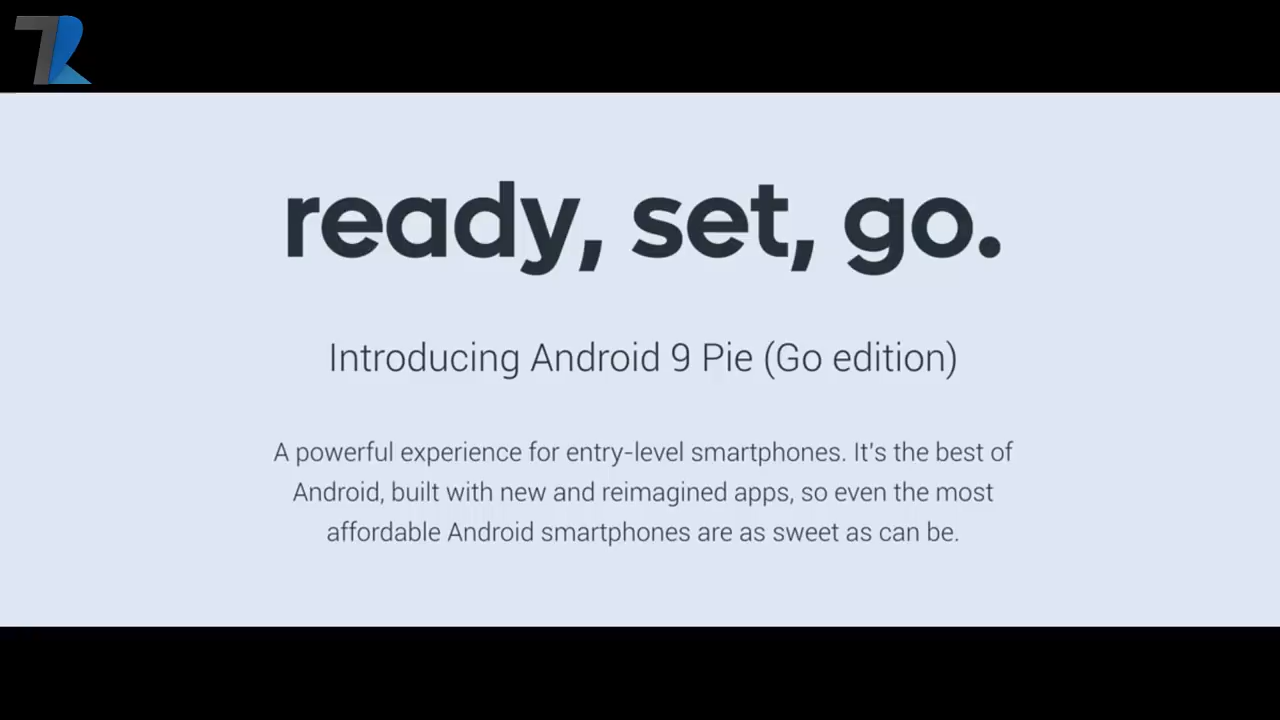 ready, set, go.
Introducing Android 9 Pie (Go edition)
A powerful experience for entry-level smartphones. It's the best of
Android, built with new and reimagined apps, so even the most
affordable Android smartphones are as sweet as can be.